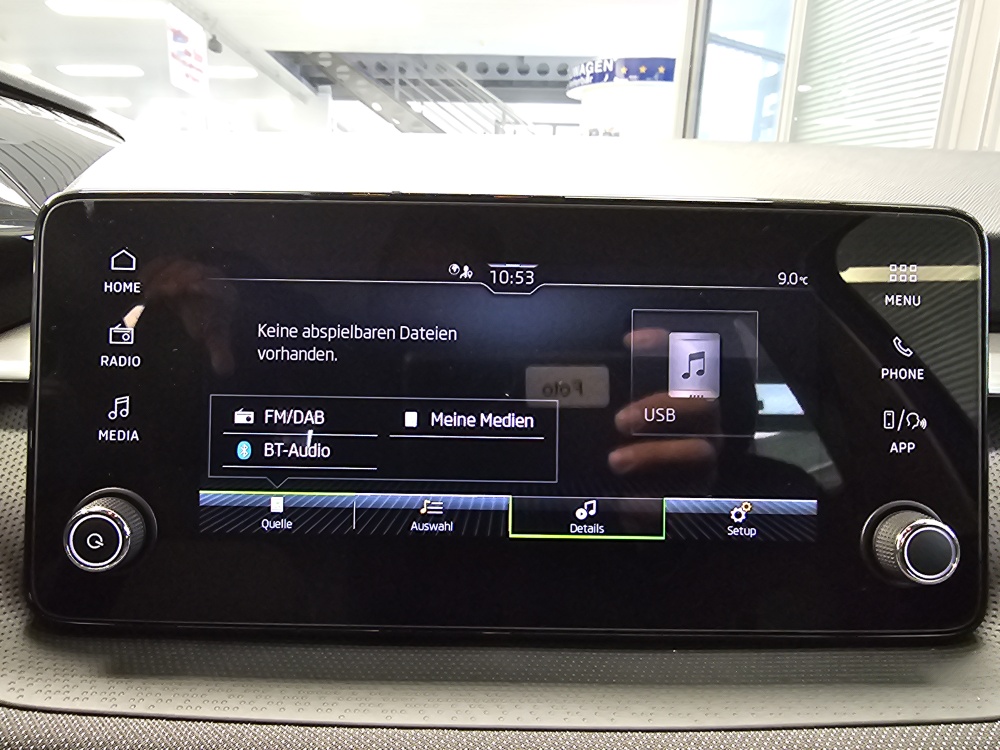 WAGEN
HOME
RADIO
MEDIA
10:53
9.0°C
Keine abspielbaren Dateien
vorhanden.
USB
FM/DAB
Meine Medien
BT-Audio
Quelle
Auswahl
Details
Setup
MENU
PHONE
APP